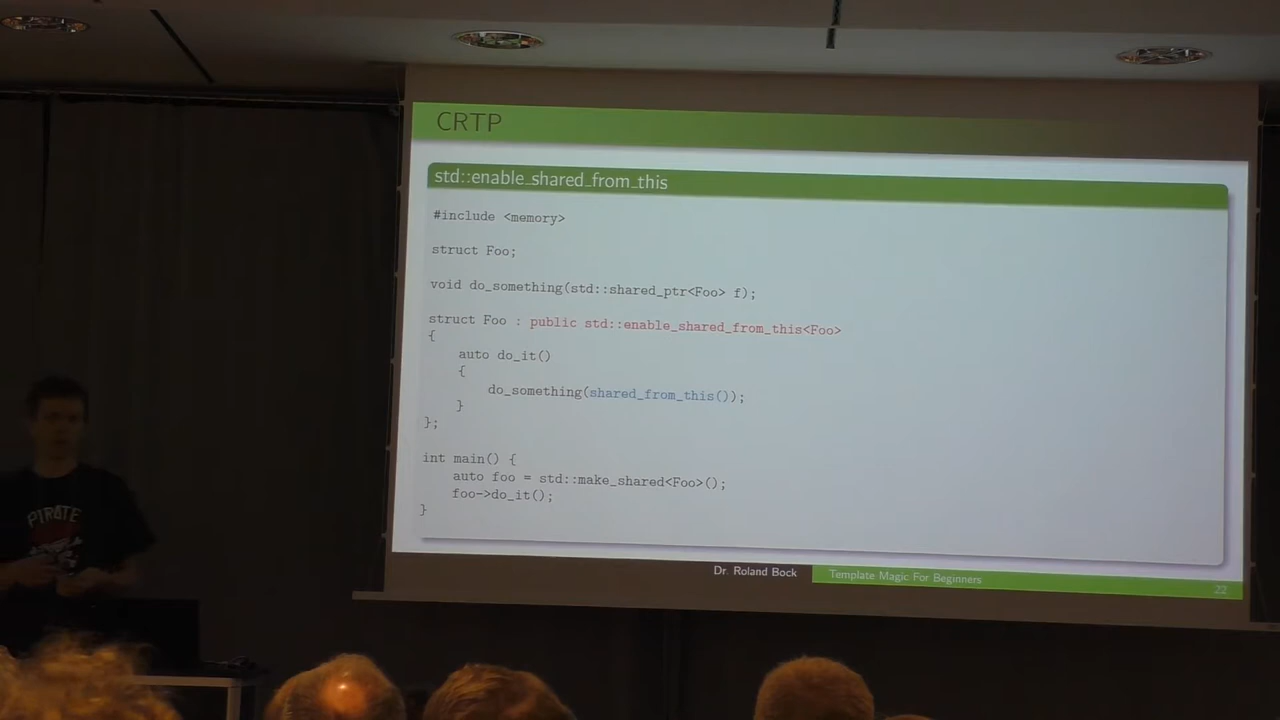 CRTP
std::enable_shared_from_this
#include <memory>
struct Foo;
void do_something(std::shared_ptr<Foo> f);
struct Foo : public std::enable_shared_from_this<Foo>
{
auto do_it()
{
do_something(shared_from_this());
}
};
int main() {
auto foo = std::make_shared<Foo>();
foo->do_it();
}
Dr. Roland Bock
Template Magic For Beginners
22
PIRATE